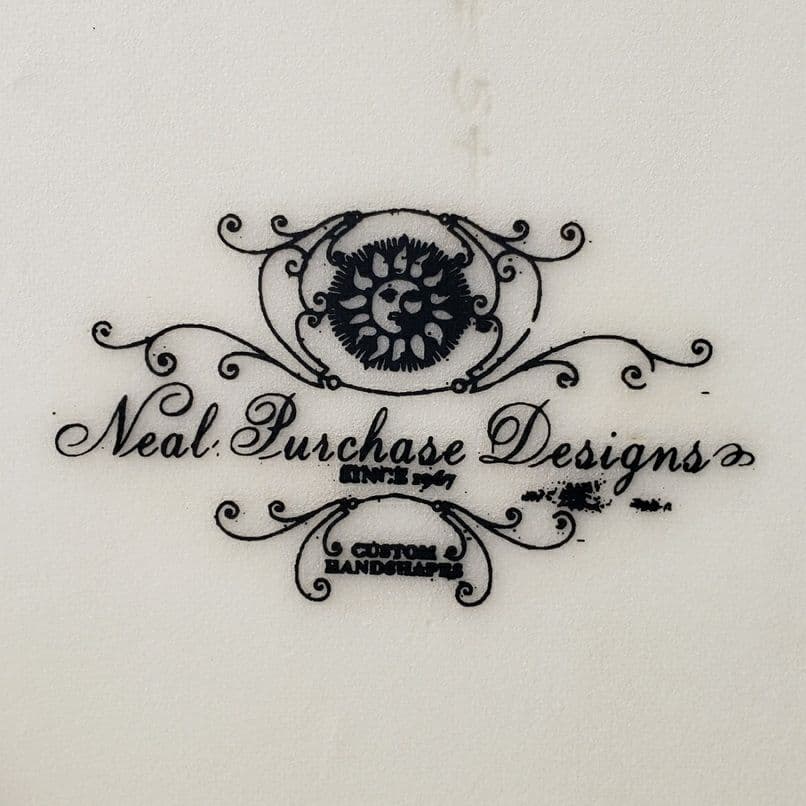 Neal Purchase Designs
SINCE 1967
CUSTOM
HANDSHAPES